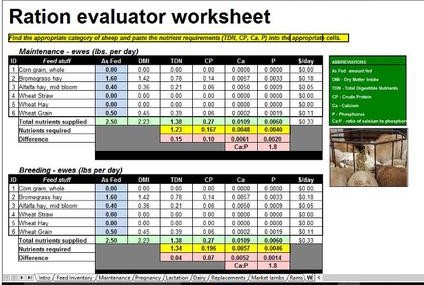 Ration evaluator worksheet
Find the appropriate category of sheep and paste the nutrient requirements (TDN, CP, Ca, P) into the appropriate cells.
Maintenance - ewes (lbs. per day)
ID Feed stuff As Fed DMI TDN CP Ca P $/day
1 Corn grain, whole 0.00 0.00 0.00 0.00 0.0000 0.0000 $0.00
2 Bromegrass hay 1.60 1.42 0.78 0.14 0.0057 0.0033 $0.18
3 Alfalfa hay, mid bloom 0.40 0.36 0.21 0.06 0.0050 0.0009 $0.05
4 Wheat Straw 0.00 0.00 0.00 0.00 0.0000 0.0000 $0.00
5 Wheat Hay 0.00 0.00 0.00 0.00 0.0000 0.0000 $0.00
6 Wheat Grain 0.50 0.45 0.39 0.06 0.0002 0.0019 $0.11
Total nutrients supplied 2.50 2.23 1.38 0.27 0.0109 0.0060 $0.33
Nutrients required 1.23 0.167 0.0048 0.0040
Difference 0.15 0.10 0.0061 0.0020
Ca:P 1.8
Breeding - ewes (lbs per day)
ID Feed stuff As Fed DMI TDN CP Ca P $/day
1 Corn grain, whole 0.00 0.00 0.00 0.00 0.0000 0.0000 $0.00
2 Bromegrass hay 1.60 1.42 0.78 0.14 0.0057 0.0033 $0.18
3 Alfalfa hay, mid bloom 0.40 0.36 0.21 0.06 0.0050 0.0009 $0.05
4 Wheat Straw 0.00 0.00 0.00 0.00 0.0000 0.0000 $0.00
5 Wheat Hay 0.00 0.00 0.00 0.00 0.0000 0.0000 $0.00
6 Wheat Grain 0.50 0.45 0.39 0.06 0.0002 0.0019 $0.11
Total nutrients supplied 2.50 2.23 1.38 0.27 0.0109 0.0060 $0.33
Nutrients required 1.34 0.196 0.0057 0.0046
Difference 0.04 0.07 0.0052 0.0014
Ca:P 1.8
ABBREVIATIONS
As Fed amount fed
DMI - Dry Matter Intake
TDN - Total Digestible Nutrients
CP - Crude Protein
Ca - Calcium
P - Phosphorus
Ca:P - ratio of calcium to phosphorus
Intro Feed Inventory Maintenance Pregnancy Lactation Dairy Replacements Market lambs Rams W